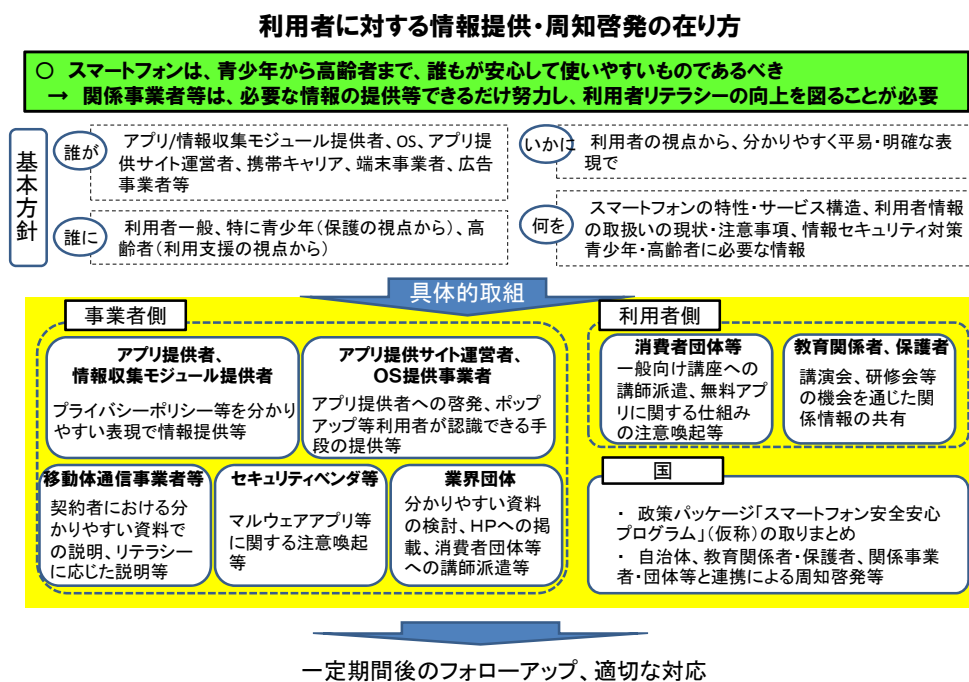 利用者に対する情報提供・周知啓発の在り方
○ スマートフォンは、青少年から高齢者まで、誰もが安心して使いやすいものであるべき
→ 関係事業者等は、必要な情報の提供等できるだけ努力し、利用者リテラシーの向上を図ることが必要
基本方針
誰が
アプリ/情報収集モジュール提供者、OS、アプリ提
供サイト運営者、携帯キャリア、端末事業者、広告
事業者等
いかに
利用者の視点から、分かりやすく平易・明確な表
現で
誰に
利用者一般、特に青少年(保護の視点から)、高
齢者(利用支援の視点から)
何を
スマートフォンの特性・サービス構造、利用者情報
の取扱いの現状・注意事項、情報セキュリティ対策
青少年・高齢者に必要な情報
具体的取組
事業者側
アプリ提供者、
情報収集モジュール提供者
プライバシーポリシー等を分かり
やすい表現で情報提供等
アプリ提供サイト運営者、
OS提供事業者
アプリ提供者への啓発、ポップ
アップ等利用者が認識できる手
段の提供等
移動体通信事業者等
契約者における分
かりやすい資料で
の説明、リテラシー
に応じた説明等
セキュリティベンダ等
マルウェアアプリ等
に関する注意喚起
等
業界団体
分かりやすい資料
の検討、HPへの掲
載、消費者団体等
への講師派遣等
利用者側
消費者団体等
一般向け講座への
講師派遣、無料アプ
リに関する仕組み
の注意喚起等
教育関係者、保護者
講演会、研修会等
の機会を通じた関
係情報の共有
国
・ 政策パッケージ「スマートフォン安全安心
プログラム」(仮称)の取りまとめ
・ 自治体、教育関係者・保護者、関係事業
者・団体等と連携による周知啓発等
一定期間後のフォローアップ、適切な対応